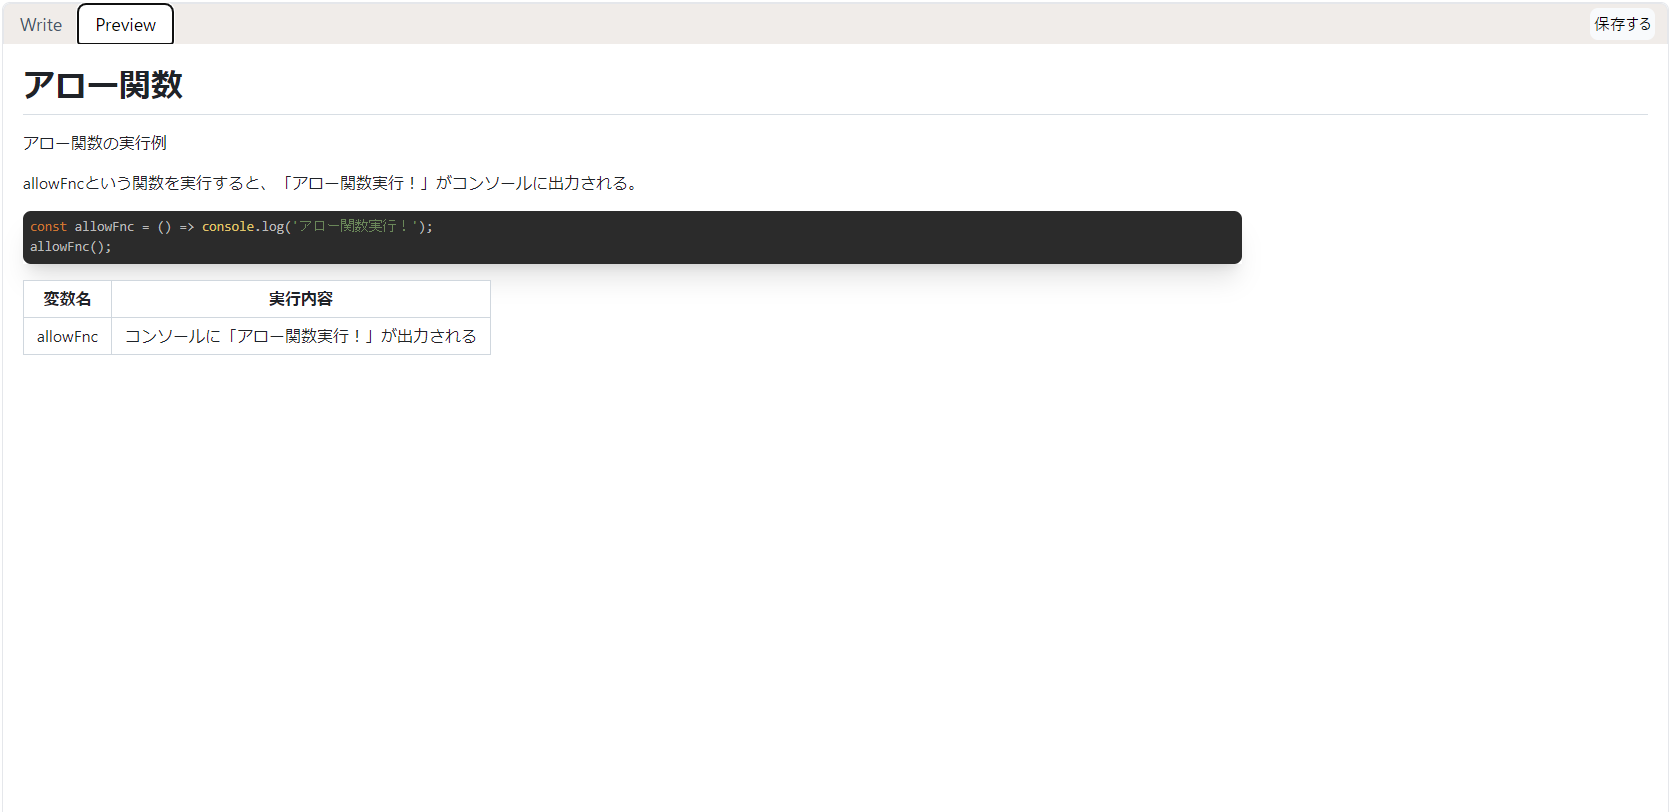 Write Preview 保存する
アロー関数
アロー関数の実行例
allowFncという関数を実行すると、「アロー関数実行！」がコンソールに出力される。
const allowFnc = () => console.log('アロー関数実行！');
allowFnc();
変数名 実行内容
allowFnc コンソールに「アロー関数実行！」が出力される